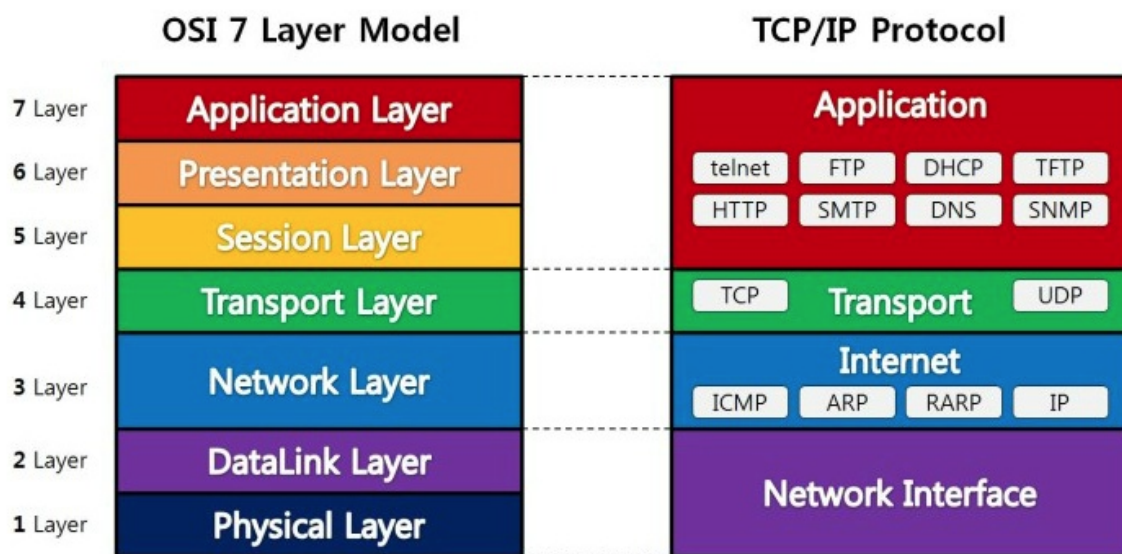 OSI 7 Layer Model
TCP/IP Protocol
7 Layer
Application Layer
6 Layer
Presentation Layer
5 Layer
Session Layer
4 Layer
Transport Layer
3 Layer
Network Layer
2 Layer
DataLink Layer
1 Layer
Physical Layer
Application
telnet FTP DHCP TFTP
HTTP SMTP DNS SNMP
TCP Transport UDP
Internet
ICMP ARP RARP IP
Network Interface